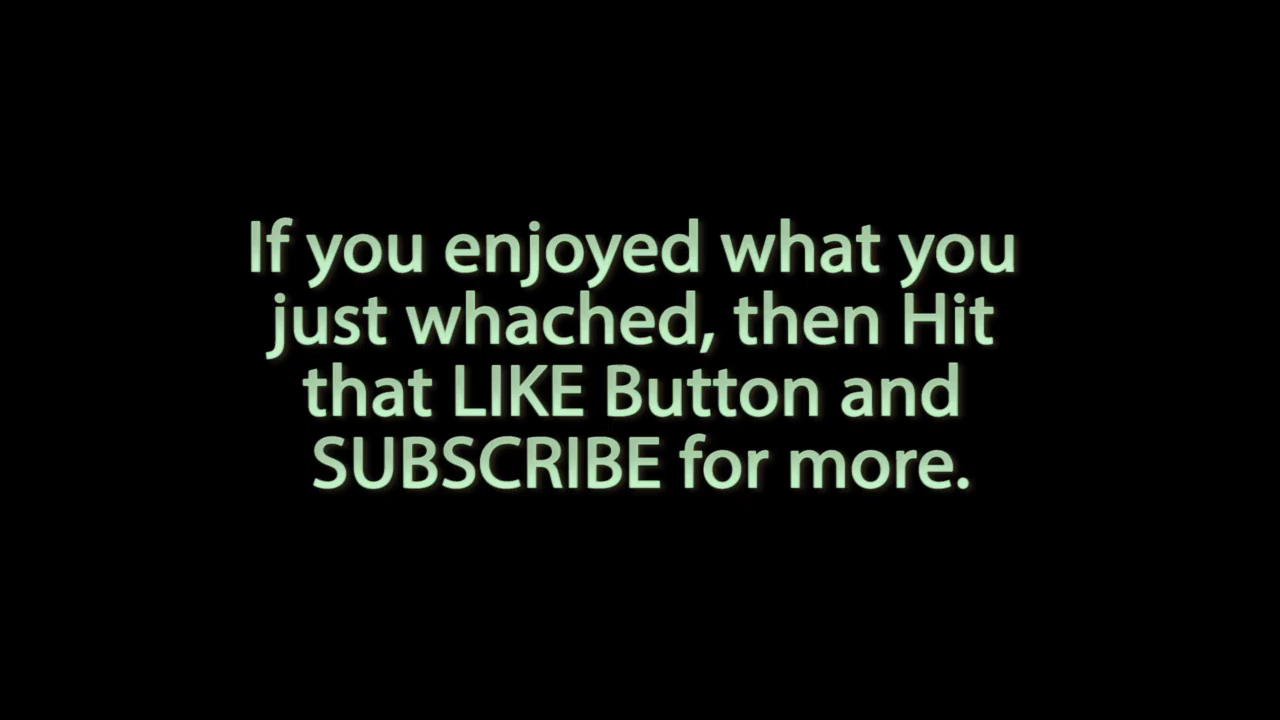 If you enjoyed what you
just whached, then Hit
that LIKE Button and
SUBSCRIBE for more.